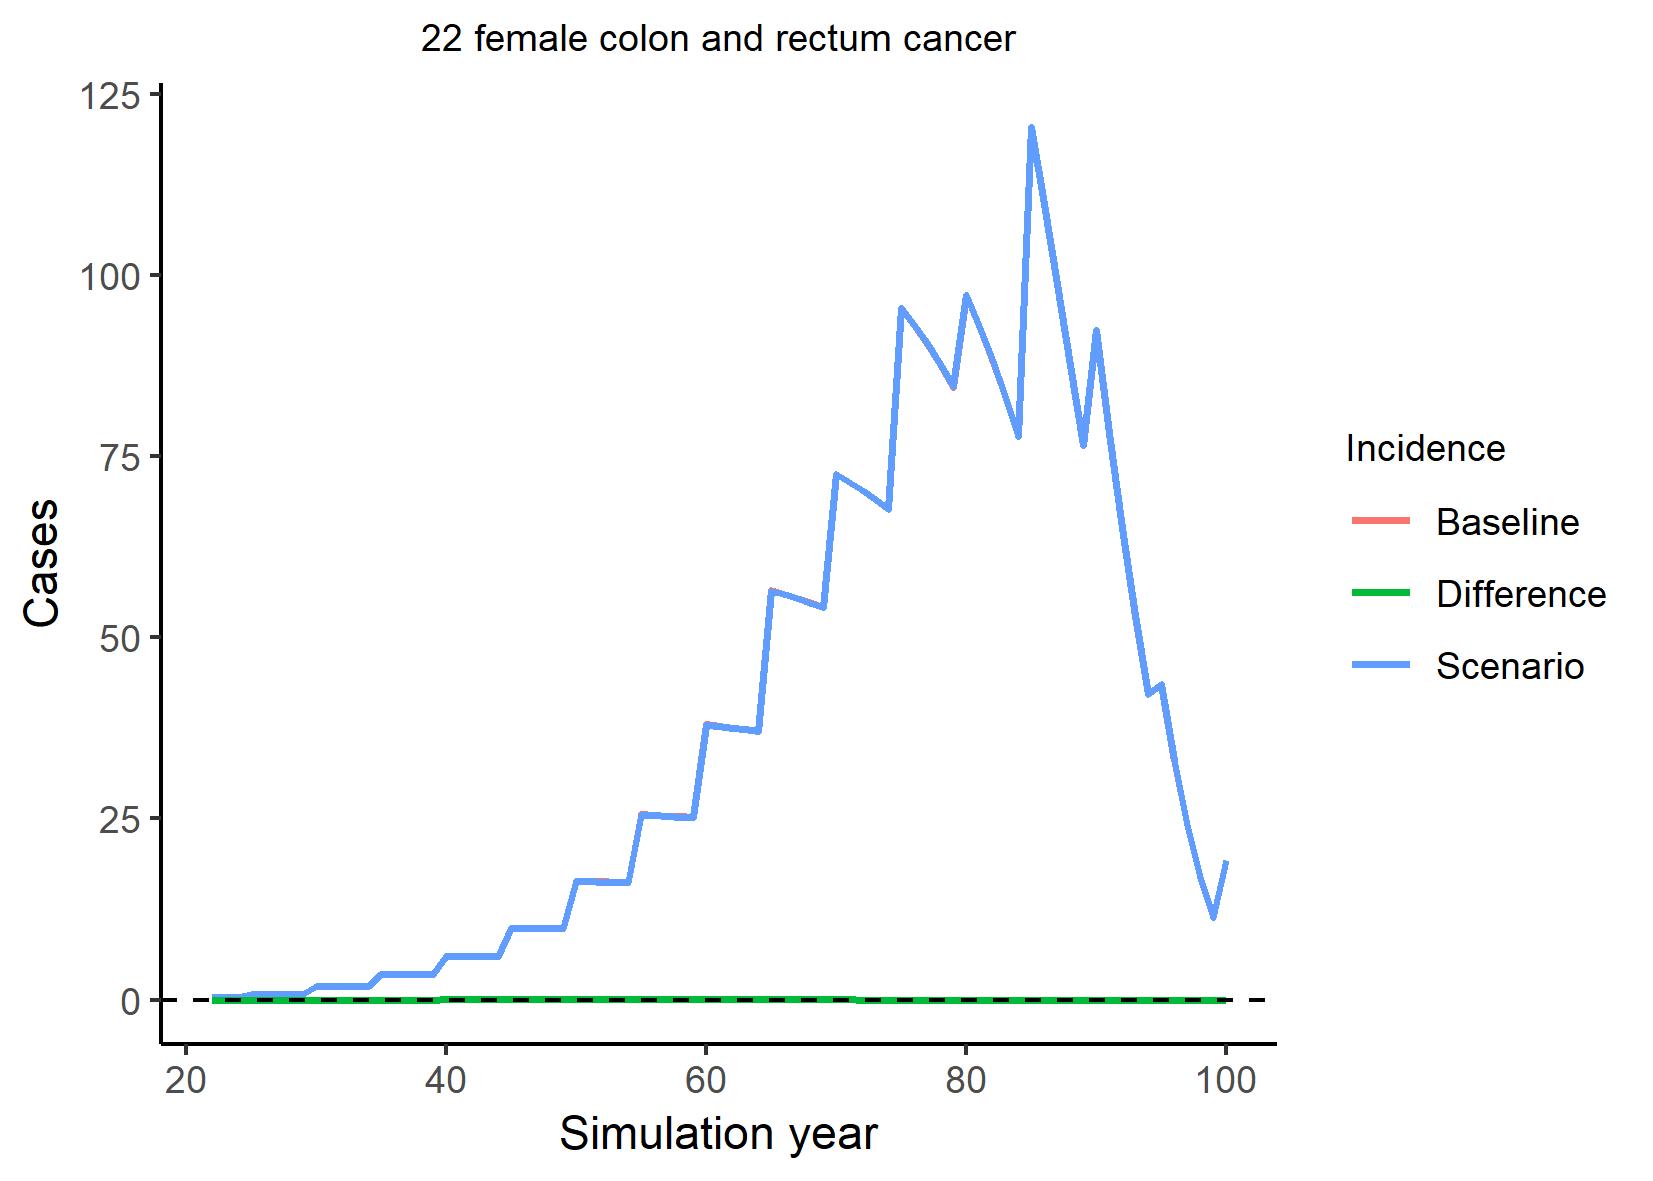 22 female colon and rectum cancer
125
100
75
50
25
0
Cases
20 40 60 80 100
Simulation year
Incidence
Baseline
Difference
Scenario